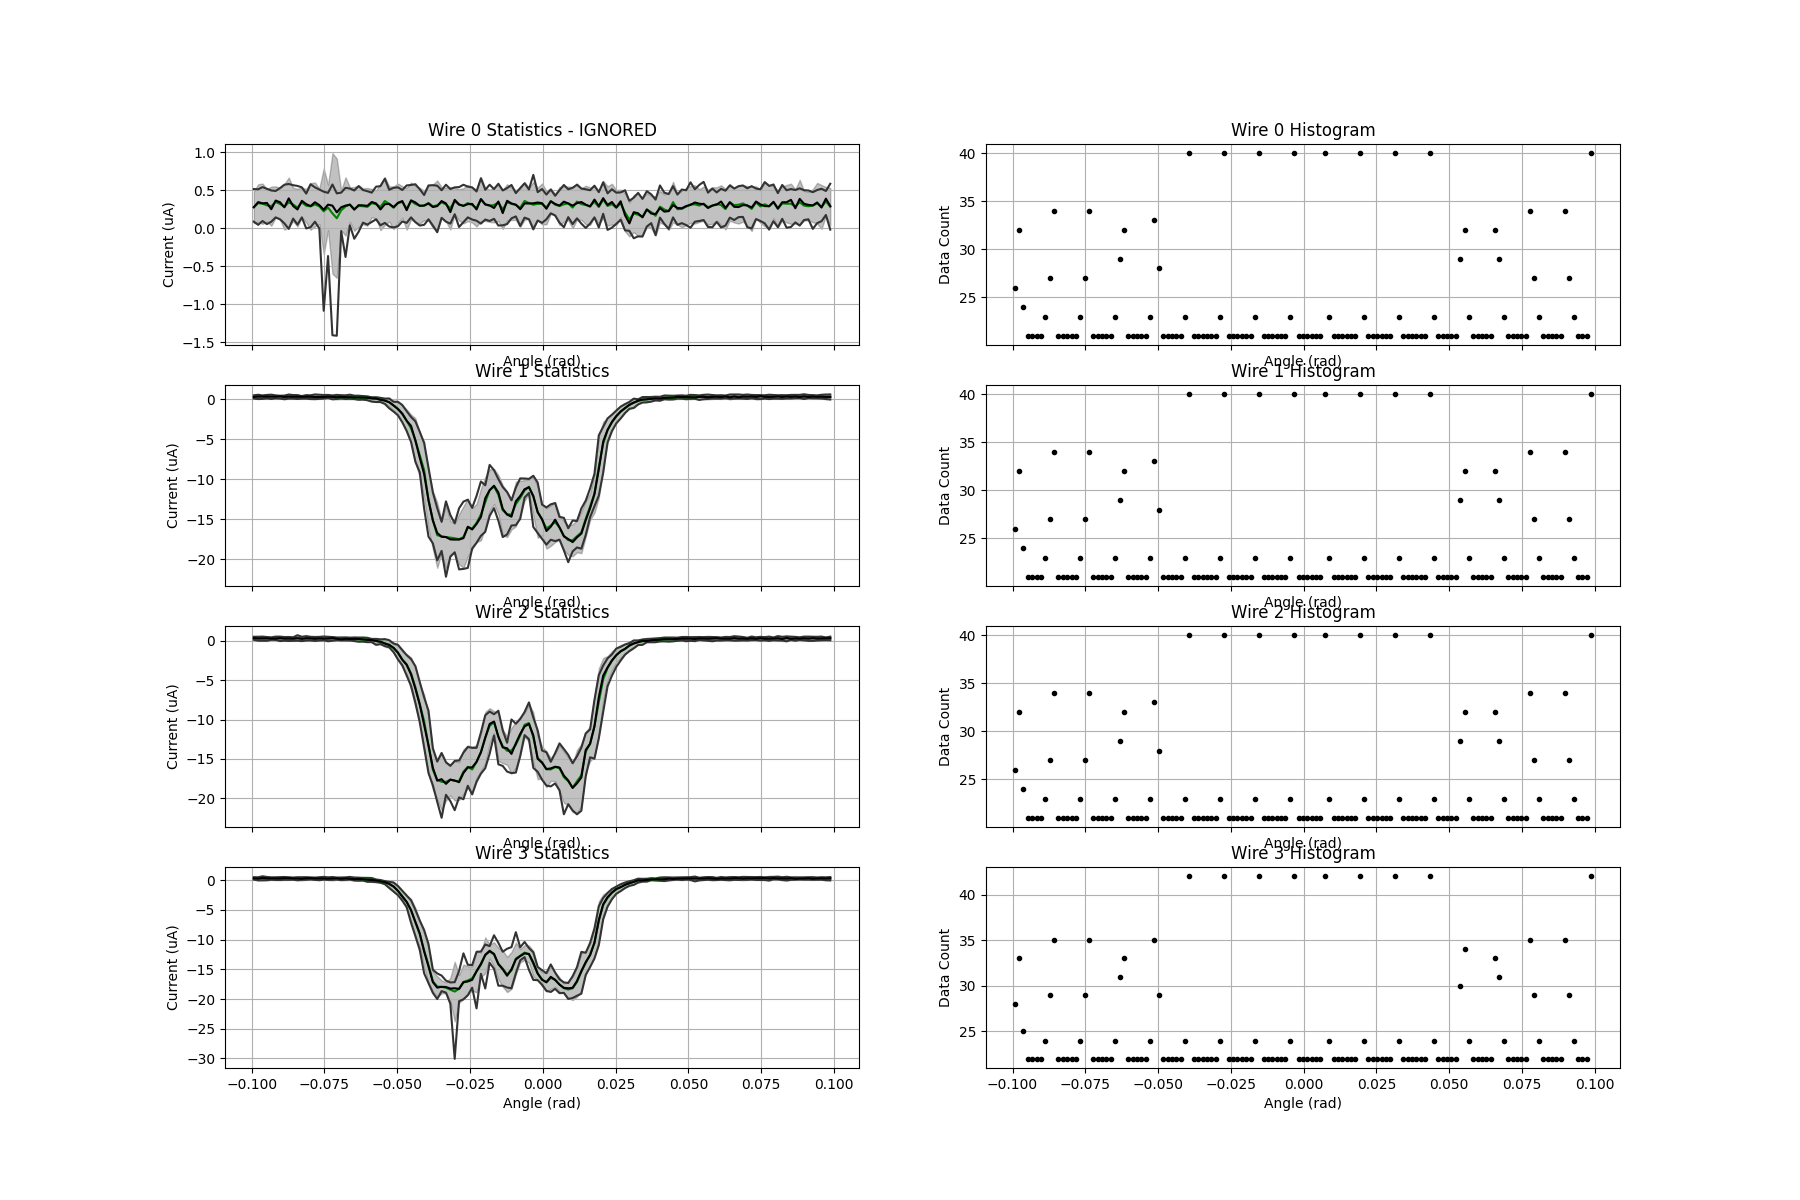 Wire 0 Statistics - IGNORED
Current (uA)
1.0
0.5
0.0
−0.5
−1.0
−1.5
Angle (rad)
Wire 0 Histogram
Data Count
40
35
30
25
Angle (rad)
Wire 1 Statistics
Current (uA)
0
−5
−10
−15
−20
Angle (rad)
Wire 1 Histogram
Data Count
40
35
30
25
Angle (rad)
Wire 2 Statistics
Current (uA)
0
−5
−10
−15
−20
Angle (rad)
Wire 2 Histogram
Data Count
40
35
30
25
Angle (rad)
Wire 3 Statistics
Current (uA)
0
−5
−10
−15
−20
−25
−30
−0.100 −0.075 −0.050 −0.025 0.000 0.025 0.050 0.075 0.100
Angle (rad)
Wire 3 Histogram
Data Count
40
35
30
25
−0.100 −0.075 −0.050 −0.025 0.000 0.025 0.050 0.075 0.100
Angle (rad)